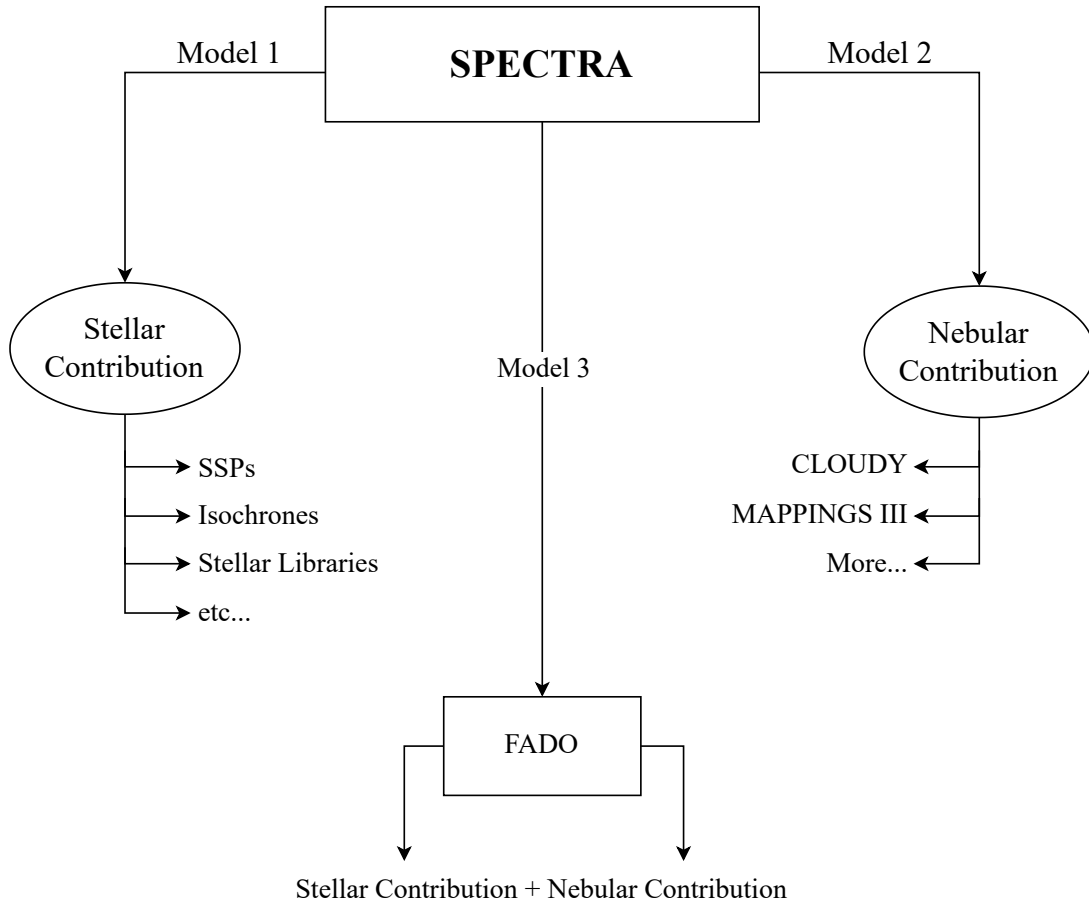 Model 1
SPECTRA
Model 2
Stellar
Contribution
Nebular
Contribution
Model 3
SSPs
Isochrones
Stellar Libraries
etc...
CLOUDY
MAPPINGS III
More...
FADO
Stellar Contribution + Nebular Contribution